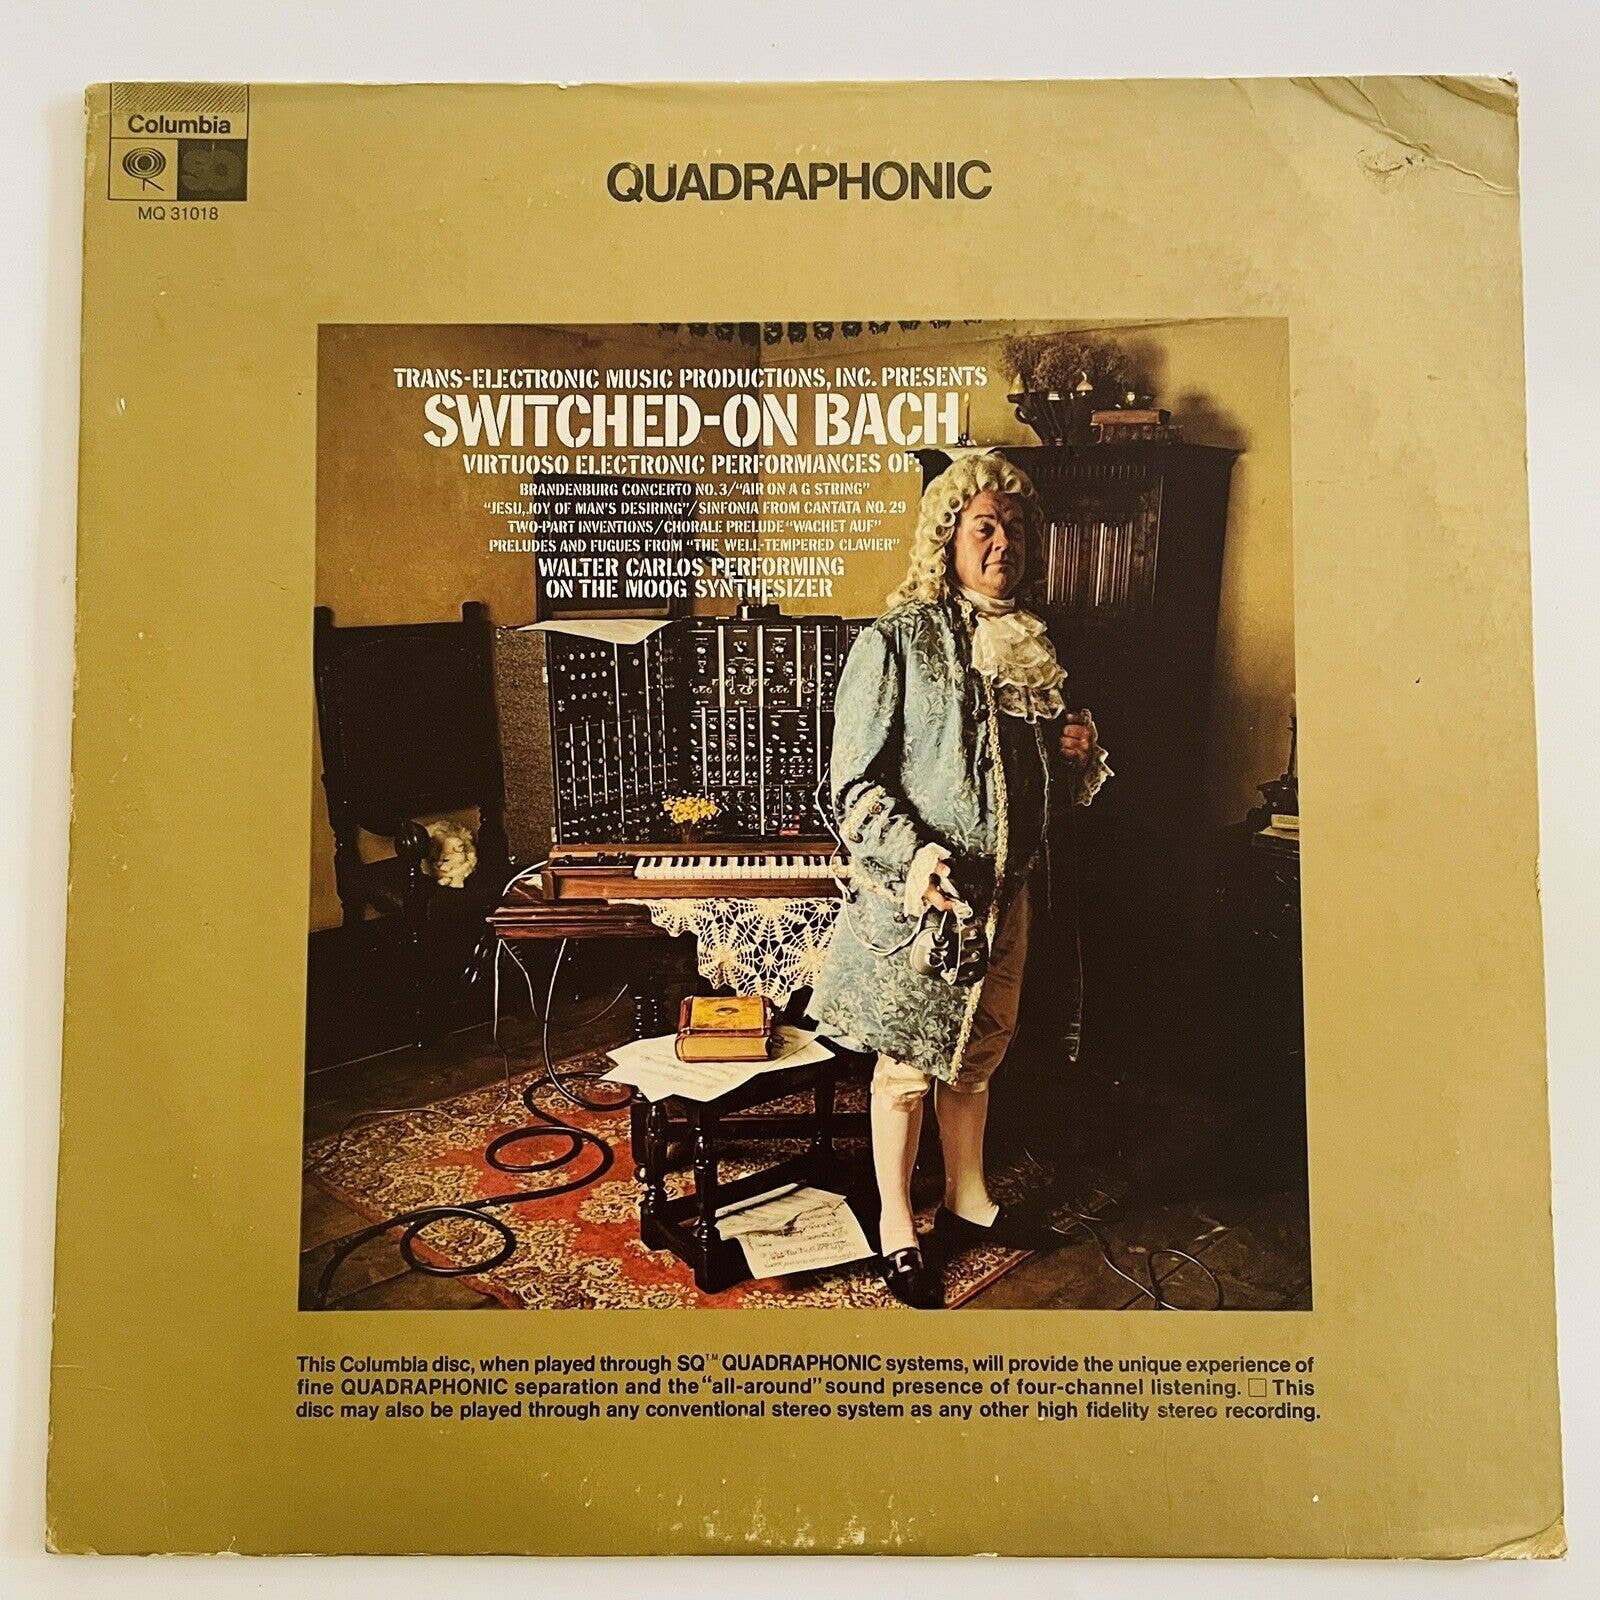 Columbia
SQ
MQ 31018
QUADRAPHONIC
TRANS-ELECTRONIC MUSIC PRODUCTIONS, INC. PRESENTS
SWITCHED-ON BACH
VIRTUOSO ELECTRONIC PERFORMANCES OF:
BRANDENBURG CONCERTO NO. 3/"AIR ON A G STRING"
"JESU, JOY OF MAN'S DESIRING"/SINFONIA FROM CANTATA NO. 29
TWO-PART INVENTIONS/CHORALE PRELUDE "WACHET AUF"
PRELUDES AND FUGUES FROM "THE WELL-TEMPERED CLAVIER"
WALTER CARLOS PERFORMING
ON THE MOOG SYNTHESIZER
This Columbia disc, when played through SQ™ QUADRAPHONIC systems, will provide the unique experience of
fine QUADRAPHONIC separation and the "all-around" sound presence of four-channel listening. □ This
disc may also be played through any conventional stereo system as any other high fidelity stereo recording.